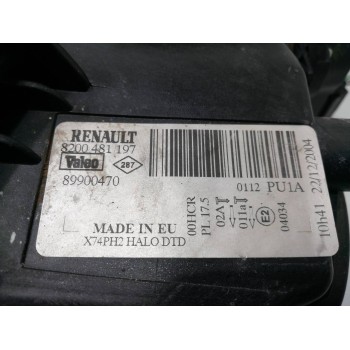 RENAULT
8200 481 197
Valeo 287
89900470
MADE IN EU
X74PH2 HALO DTD
0112 PU1A
00HCR
PL 17.5
02A
01Ia
E2
04034
10h41 22/12/2004